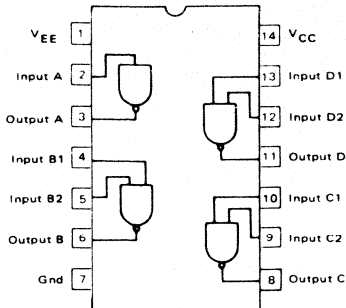 VEE 1
Input A 2
Output A 3
Input B1 4
Input B2 5
Output B 6
Gnd 7
14 VCC
13 Input D1
12 Input D2
11 Output D
10 Input C1
9 Input C2
8 Output C